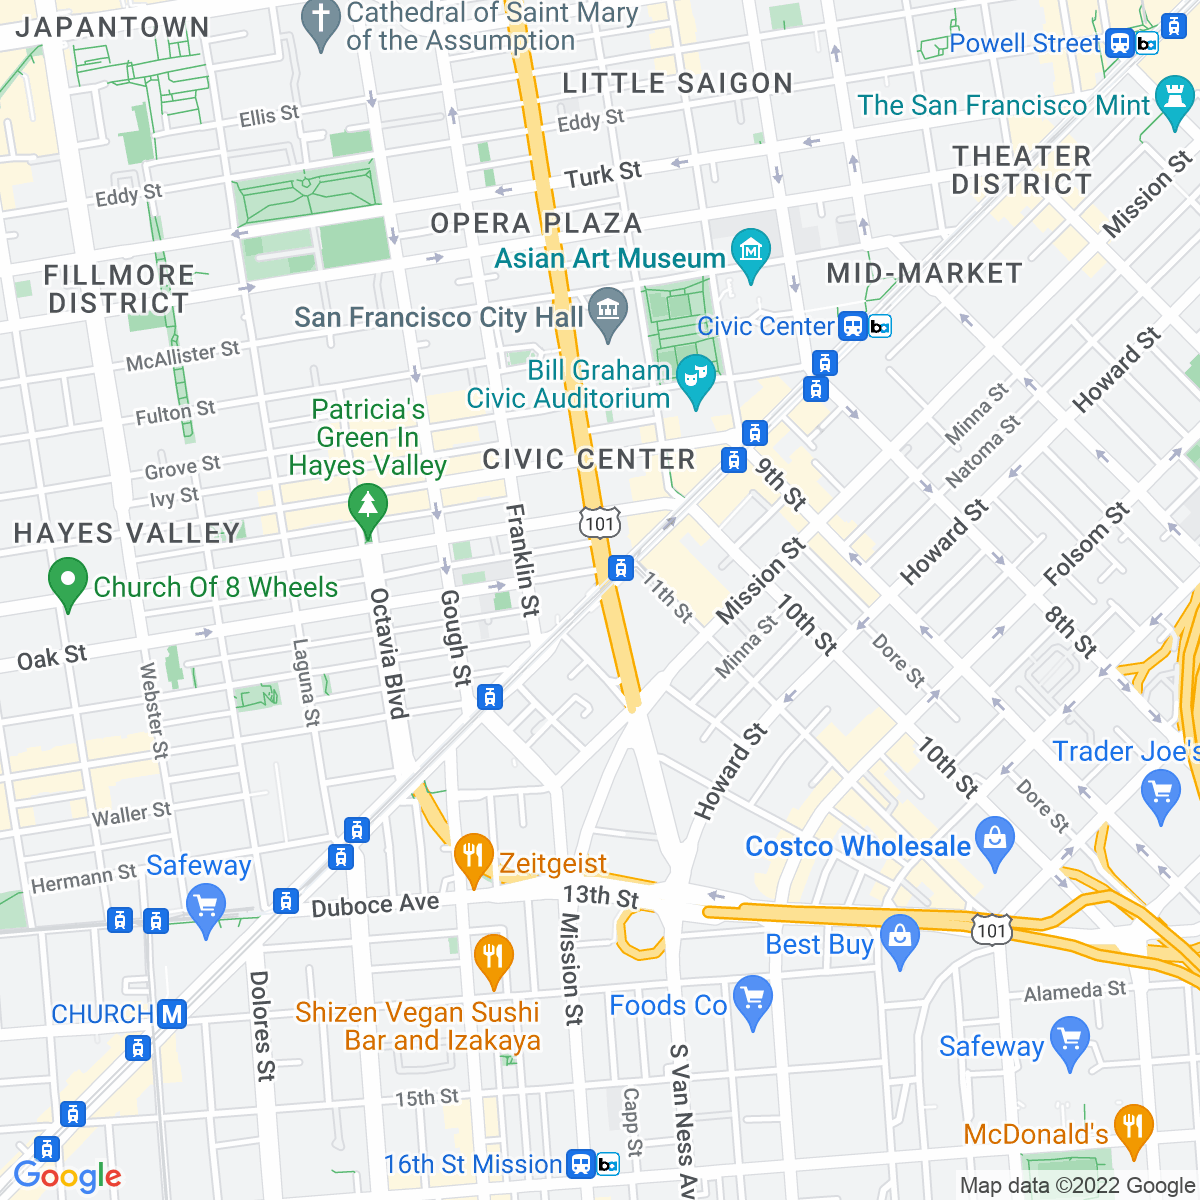 JAPANTOWN
Cathedral of Saint Mary
of the Assumption
Powell Street
LITTLE SAIGON
The San Francisco Mint
Ellis St
Eddy St
THEATER
DISTRICT
Mission St
Turk St
Eddy St
OPERA PLAZA
Asian Art Museum
FILLMORE
DISTRICT
MID-MARKET
San Francisco City Hall
Civic Center
McAllister St
Howard St
Bill Graham
Civic Auditorium
Fulton St
Patricia's
Green In
Hayes Valley
Minna St
Natoma St
Grove St
CIVIC CENTER
Ivy St
9th St
HAYES VALLEY
Franklin St
101
Howard St
Folsom St
Church Of 8 Wheels
Octavia Blvd
Gough St
11th St
Mission St
10th St
Minna St
Dore St
8th St
Oak St
Webster St
Laguna St
Howard St
10th St
Trader Joe's
Dore St
Waller St
Costco Wholesale
Hermann St
Safeway
Zeitgeist
13th St
Duboce Ave
Best Buy
101
Mission St
Dolores St
CHURCH
M
Shizen Vegan Sushi
Bar and Izakaya
Foods Co
Alameda St
Safeway
S Van Ness Av
15th St
Capp St
McDonald's
16th St Mission
Google
Map data ©2022 Google